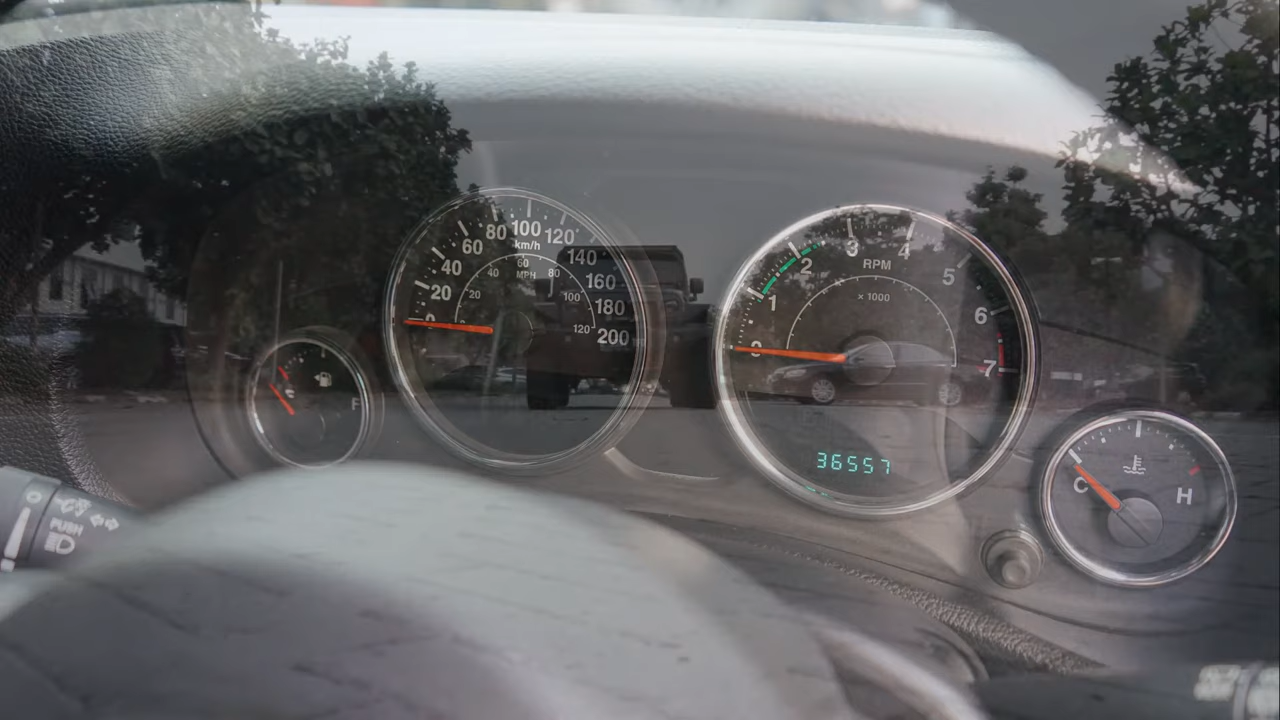 0 20 40 60 80 100 120 140 160 180 200
km/h
MPH
20 40 60 80 100 120
F
0 1 2 3 4 5 6 7
RPM
x 1000
36557
C H
PUSH